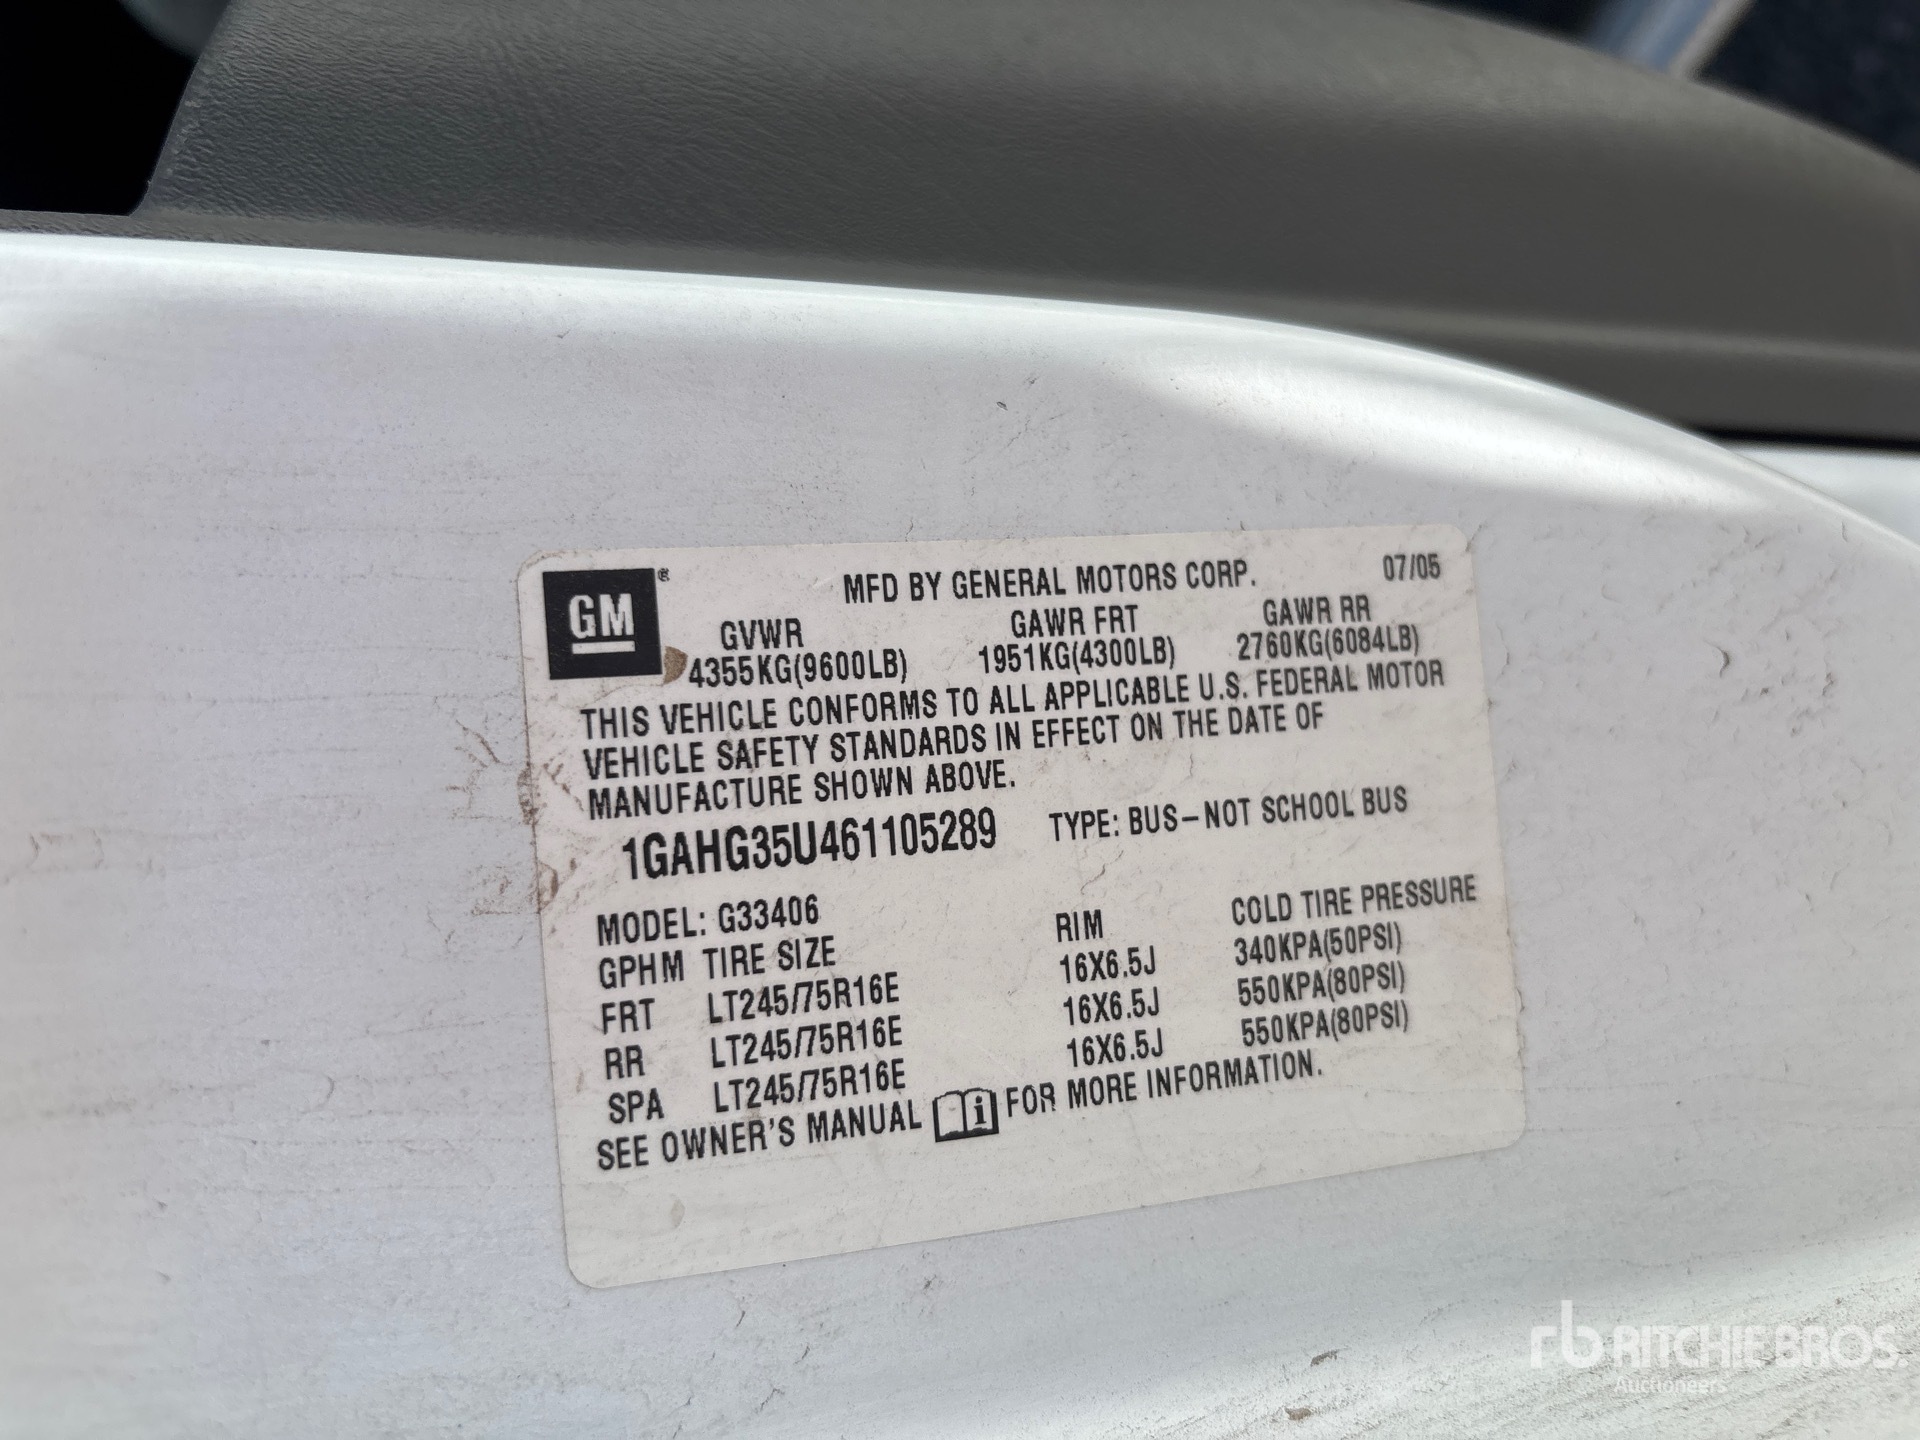 GM®
MFD BY GENERAL MOTORS CORP. 07/05
GVWR GAWR FRT GAWR RR
4355KG(9600LB) 1951KG(4300LB) 2760KG(6084LB)
THIS VEHICLE CONFORMS TO ALL APPLICABLE U.S. FEDERAL MOTOR
VEHICLE SAFETY STANDARDS IN EFFECT ON THE DATE OF
MANUFACTURE SHOWN ABOVE.
1GAHG35U461105289 TYPE: BUS-NOT SCHOOL BUS
MODEL: G33406
GPHM TIRE SIZE RIM COLD TIRE PRESSURE
FRT LT245/75R16E 16X6.5J 340KPA(50PSI)
RR LT245/75R16E 16X6.5J 550KPA(80PSI)
SPA LT245/75R16E 16X6.5J 550KPA(80PSI)
SEE OWNER'S MANUAL i FOR MORE INFORMATION.
rb RITCHIE BROS.
Auctioneers